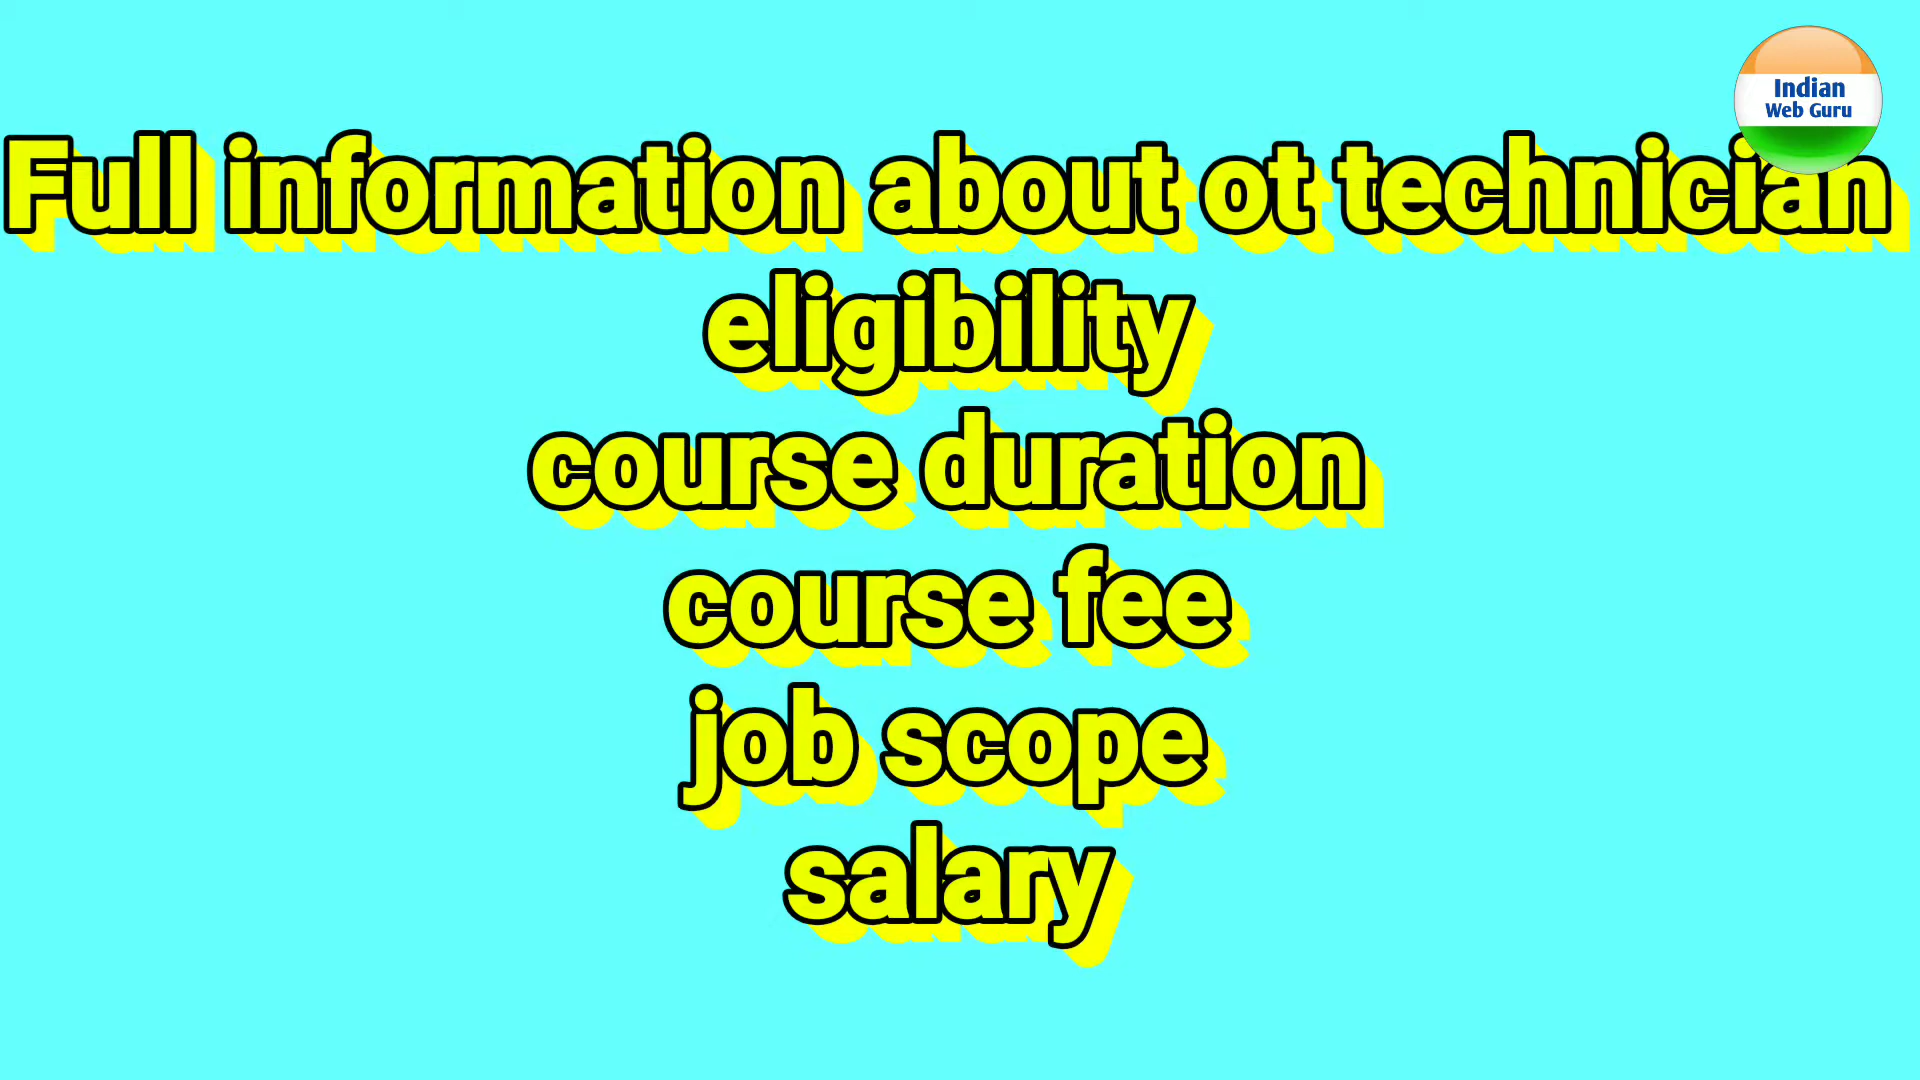 Indian
Web Guru
Full information about ot technician
eligibility
course duration
course fee
job scope
salary